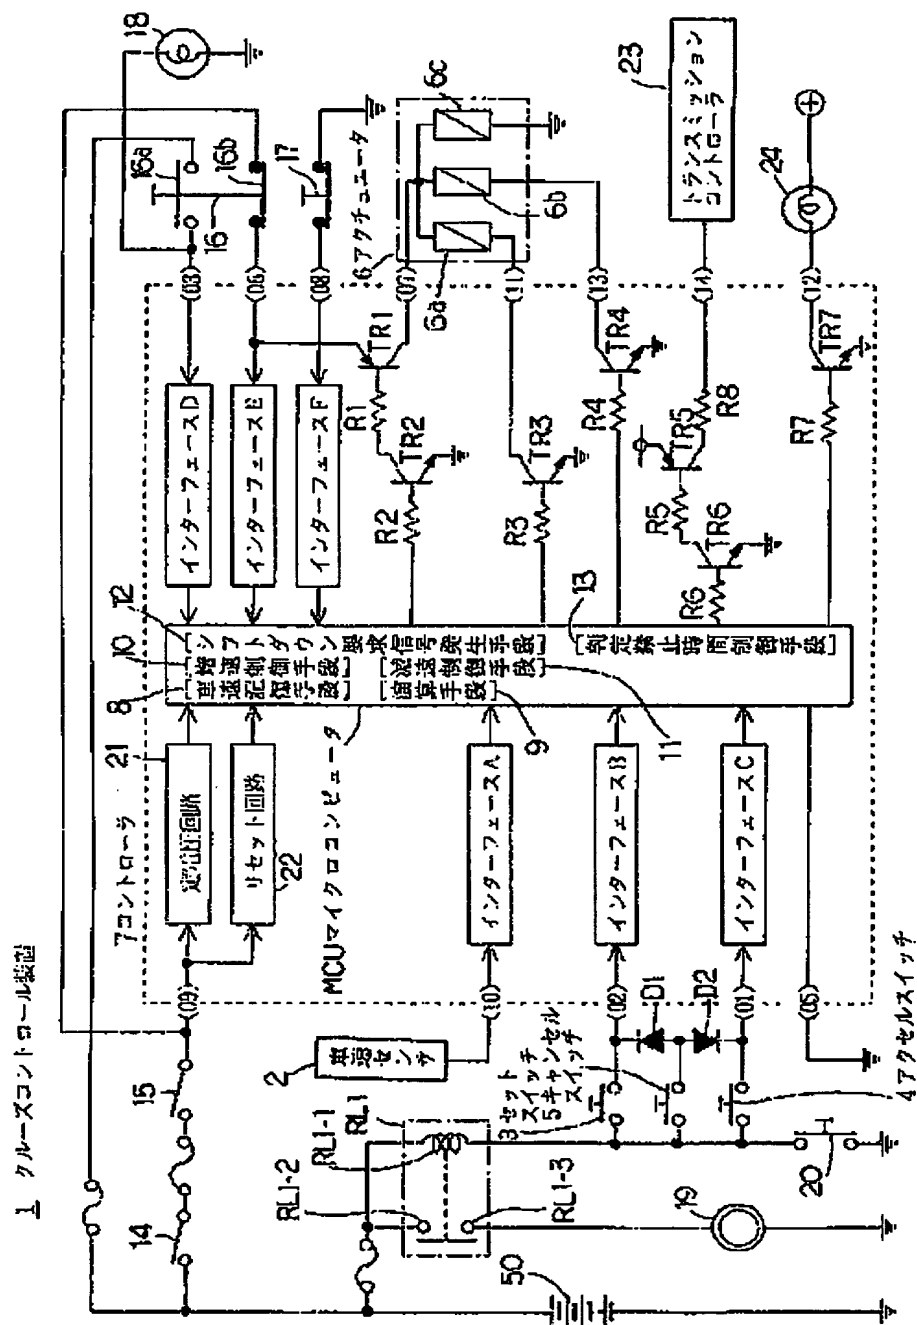 1 クルーズコントロール装置
14
15
7 コントローラ
21
定電圧回路
リセット回路
22
MCUマイクロコンピュータ
8
10
12
[車速記憶手段]
[増速制御手段]
[シフトダウン要求信号発生手段]
[演算手段]
[減速制御手段]
9
11
13
[判定禁止時間制御手段]
インターフェースD
インターフェースE
インターフェースF
インターフェースA
インターフェースB
インターフェースC
(09)
(10)
(02)
(01)
(05)
(03)
(06)
(08)
(07)
(11)
(13)
(14)
(12)
16a
16
16b
17
18
6アクチュエータ
6a
6b
6c
R1
TR1
R2
TR2
R3
TR3
R4
TR4
R5
TR5
R6
TR6
R8
R7
TR7
23
トランスミッション
コントローラ
24
2
車速センサ
3セット
スイッチ
5キャンセル
スイッチ
4アクセルスイッチ
D1
D2
RL1
RL1-1
RL1-2
RL1-3
19
20
50